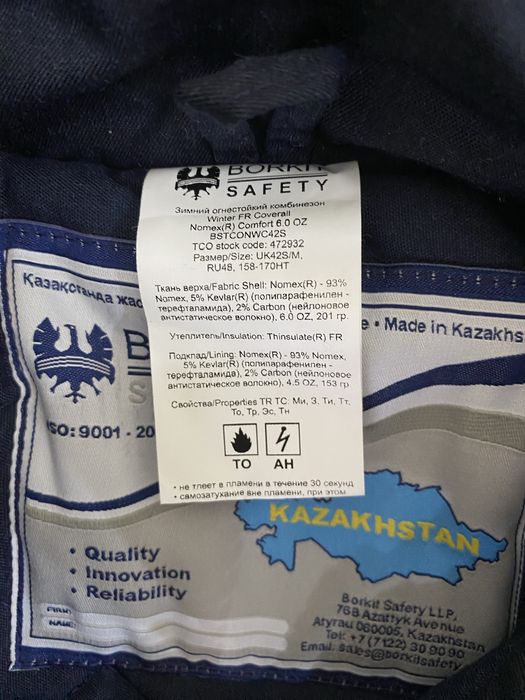 BORKIT
SAFETY
Зимний огнестойкий комбинезон
Winter FR Coverall
Nomex(R) Comfort 6.0 OZ
BSTCONWC42S
TCO stock code: 472932
Размер/Size: UK42S/M,
RU48, 158-170HT
Ткань верха/Fabric Shell: Nomex(R) - 93%
Nomex, 5% Kevlar(R) (полипарафенилен -
терефталамида), 2% Carbon (нейлоновое
антистатическое волокно), 6.0 OZ, 201 гр.
Утеплитель/Insulation: Thinsulate(R) FR
Подклад/Lining: Nomex(R) - 93% Nomex,
5% Kevlar(R) (полипарафенилен -
терефталамида), 2% Carbon (нейлоновое
антистатическое волокно), 4.5 OZ, 153 гр
Свойства/Properties TR TC: Ми, З, Ти, Тт,
То, Тр, Эс, Тн
ТО АН
• не тлеет в пламени в течение 30 секунд
• самозатухание вне пламени, при этом
Қазақстанда жас
e • Made in Kazakhs
B
S
ISO: 9001 - 20
KAZAKHSTAN
• Quality
• Innovation
• Reliability
FIRM:
NAME:
Borkit Safety LLP,
76B Azattyk Avenue
Atyrau 060005, Kazakhstan
Tel: +7 (7122) 30 90 90
Email: sales@borkitsafety